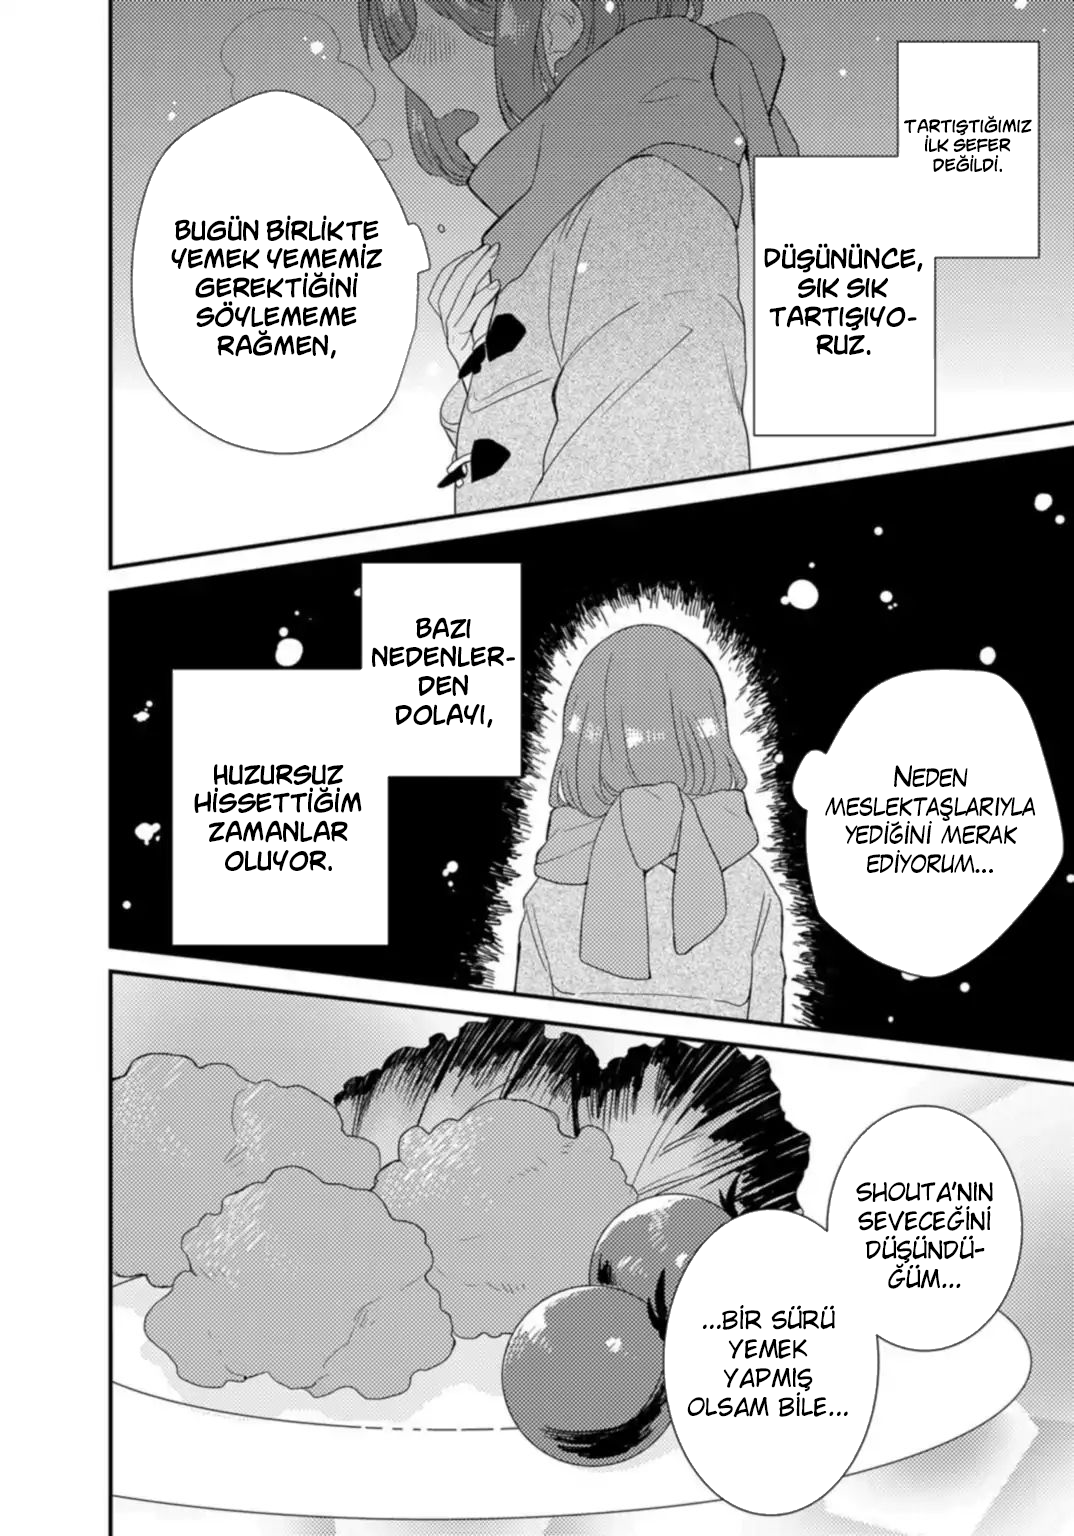 TARTIŞTIĞIMIZ
İLK SEFER
DEĞİLDİ.
DÜŞÜNÜNCE,
SIK SIK
TARTIŞIYO-
RUZ.
BUGÜN BİRLİKTE
YEMEK YEMEMİZ
GEREKTİĞİNİ
SÖYLEMEME
RAĞMEN,
NEDEN
MESLEKTAŞLARIYLA
YEDİĞİNİ MERAK
EDİYORUM...
BAZI
NEDENLER-
DEN
DOLAYI,
HUZURSUZ
HİSSETTİĞİM
ZAMANLAR
OLUYOR.
SHOUTA'NIN
SEVECEĞİNİ
DÜŞÜNDÜ-
ĞÜM...
...BİR SÜRÜ
YEMEK
YAPMIŞ
OLSAM BİLE...